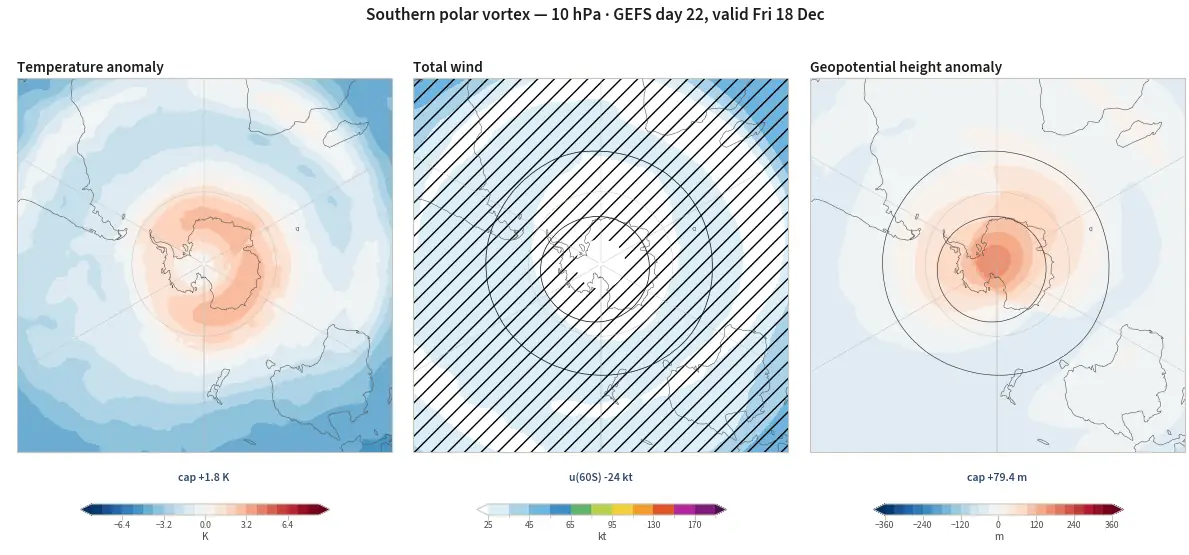 Southern polar vortex — 10 hPa · GEFS day 22, valid Fri 18 Dec
Temperature anomaly
Total wind
Geopotential height anomaly
cap +1.8 K
u(60S) -24 kt
cap +79.4 m
−6.4 −3.2 0.0 3.2 6.4
K
25 45 65 95 130 170
kt
−360 −240 −120 0 120 240 360
m